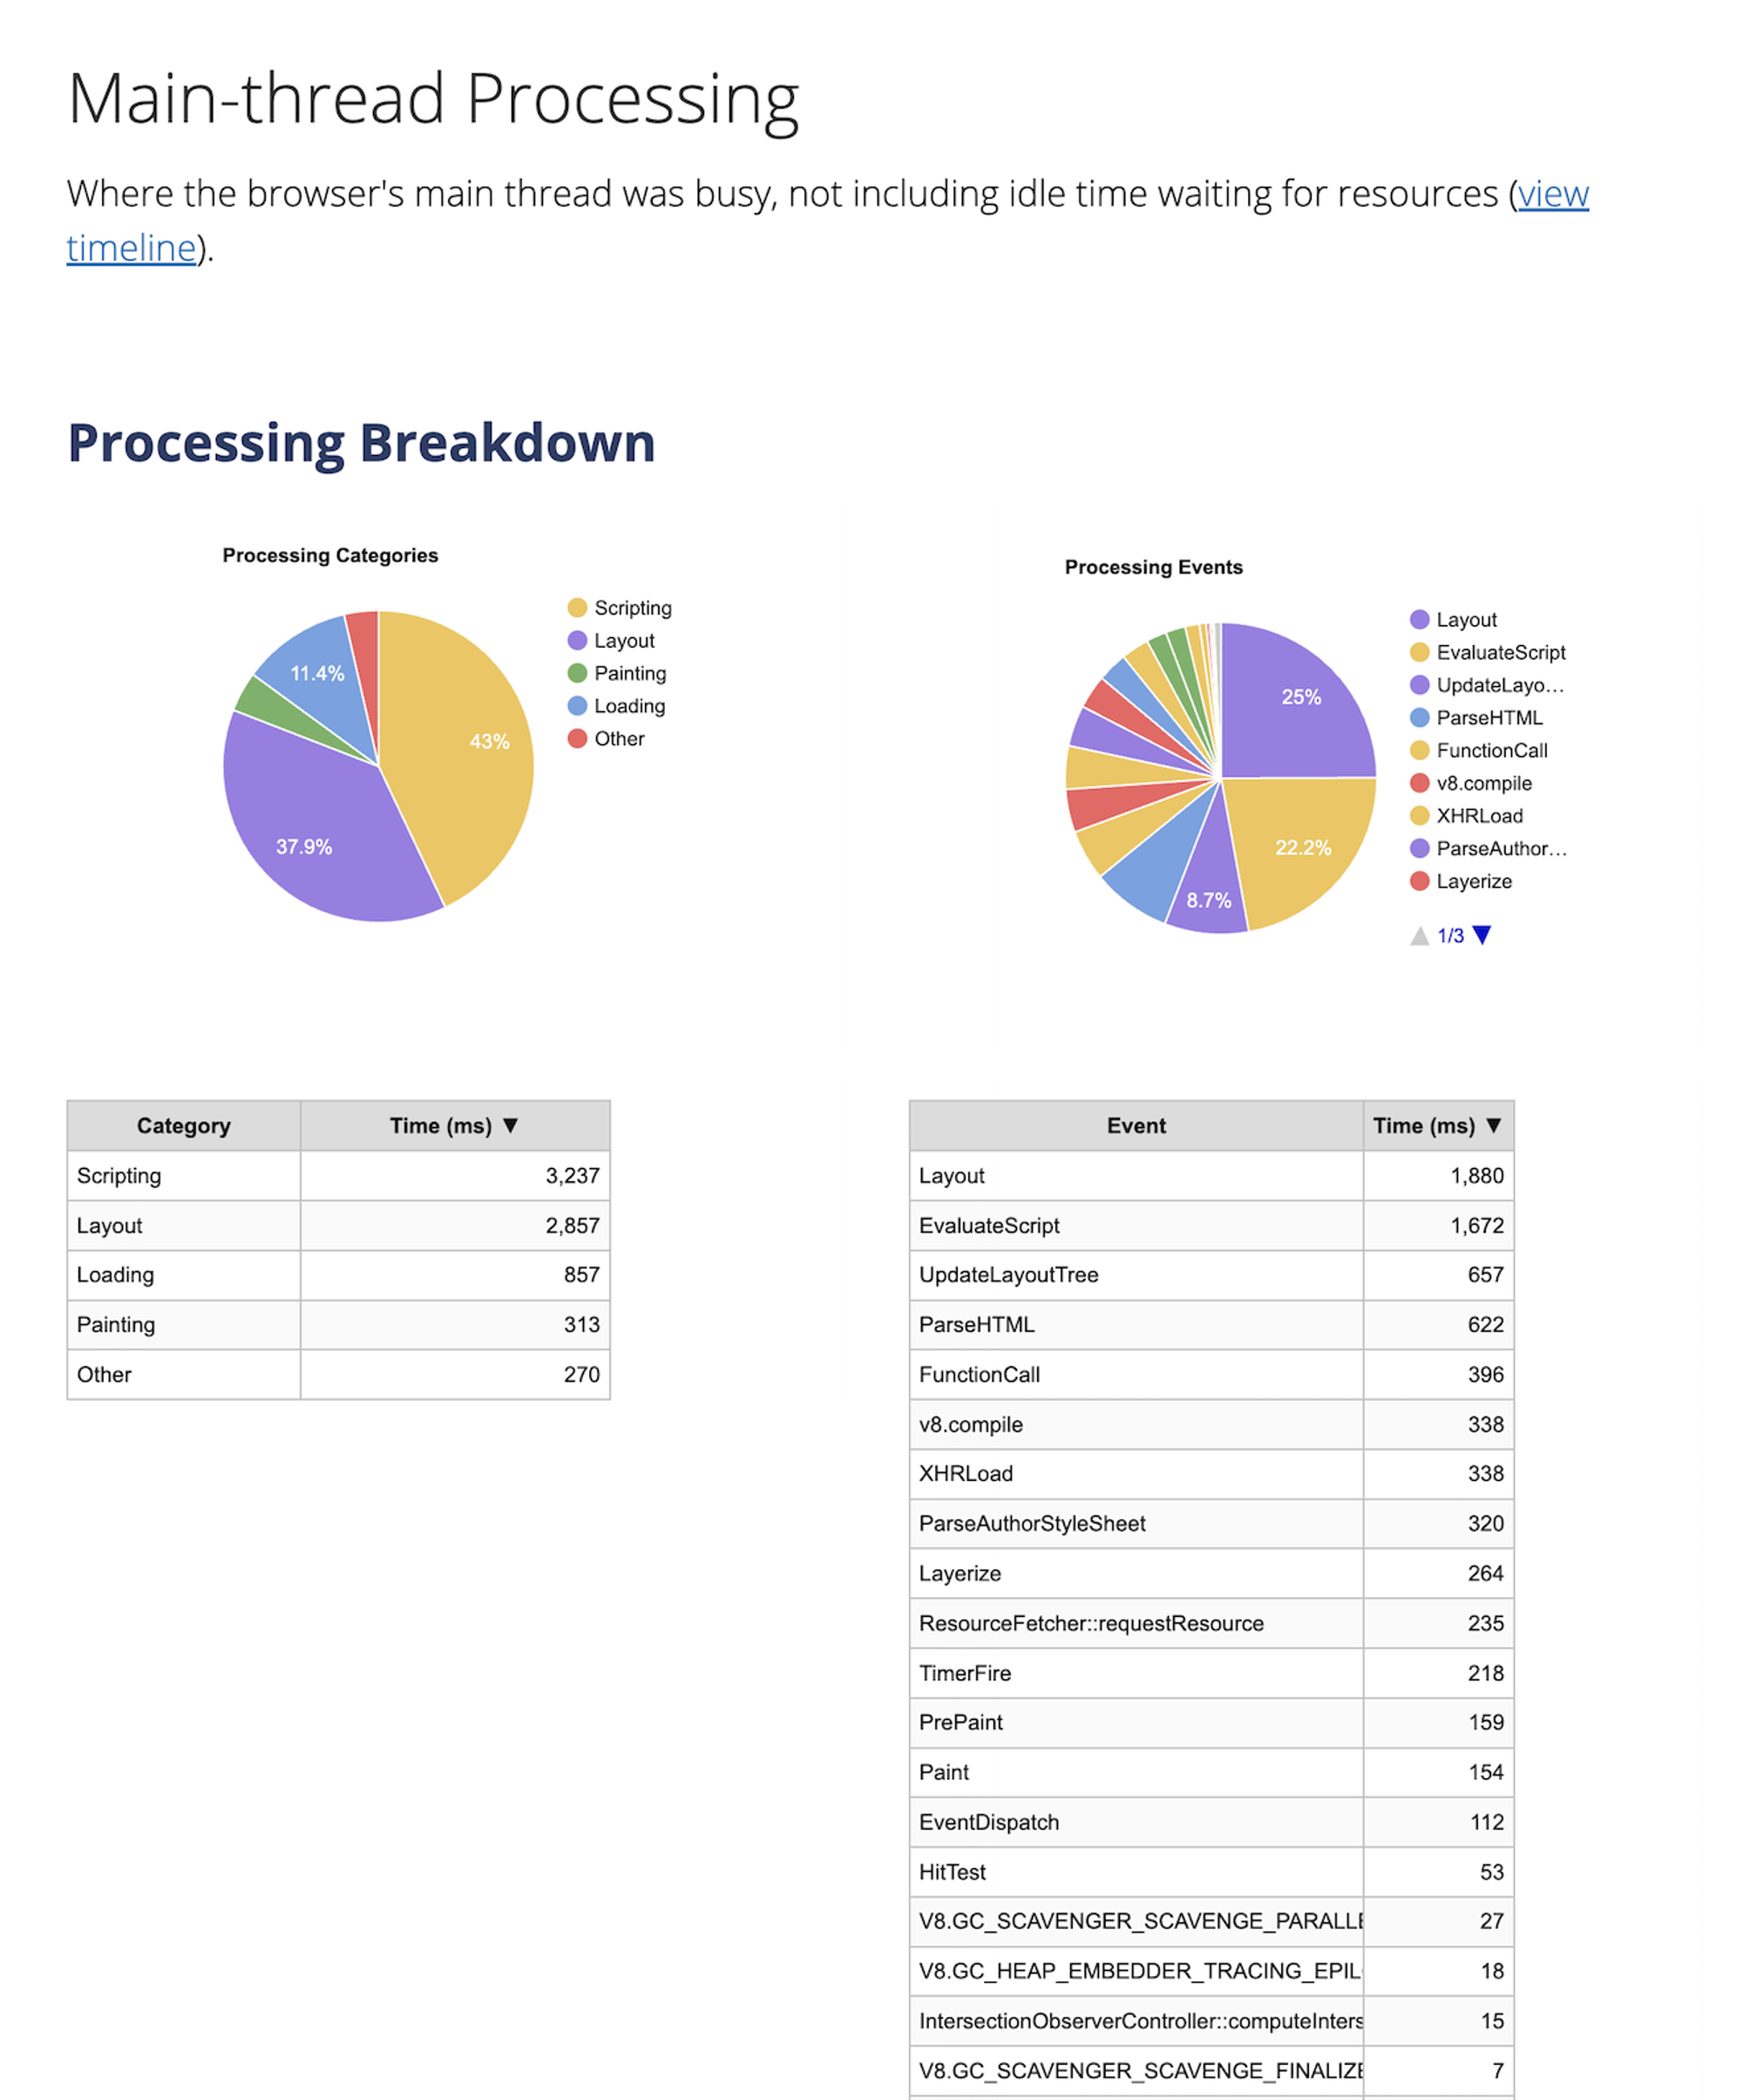 Main-thread Processing
Where the browser's main thread was busy, not including idle time waiting for resources (view
timeline).
Processing Breakdown
Processing Categories
11.4%
43%
37.9%
Scripting
Layout
Painting
Loading
Other
Processing Events
25%
22.2%
8.7%
Layout
EvaluateScript
UpdateLayo...
ParseHTML
FunctionCall
v8.compile
XHRLoad
ParseAuthor...
Layerize
▲ 1/3 ▼
Category Time (ms) ▼
Scripting 3,237
Layout 2,857
Loading 857
Painting 313
Other 270
Event Time (ms) ▼
Layout 1,880
EvaluateScript 1,672
UpdateLayoutTree 657
ParseHTML 622
FunctionCall 396
v8.compile 338
XHRLoad 338
ParseAuthorStyleSheet 320
Layerize 264
ResourceFetcher::requestResource 235
TimerFire 218
PrePaint 159
Paint 154
EventDispatch 112
HitTest 53
V8.GC_SCAVENGER_SCAVENGE_PARALLE 27
V8.GC_HEAP_EMBEDDER_TRACING_EPIL 18
IntersectionObserverController::computeInters 15
V8.GC_SCAVENGER_SCAVENGE_FINALIZE 7